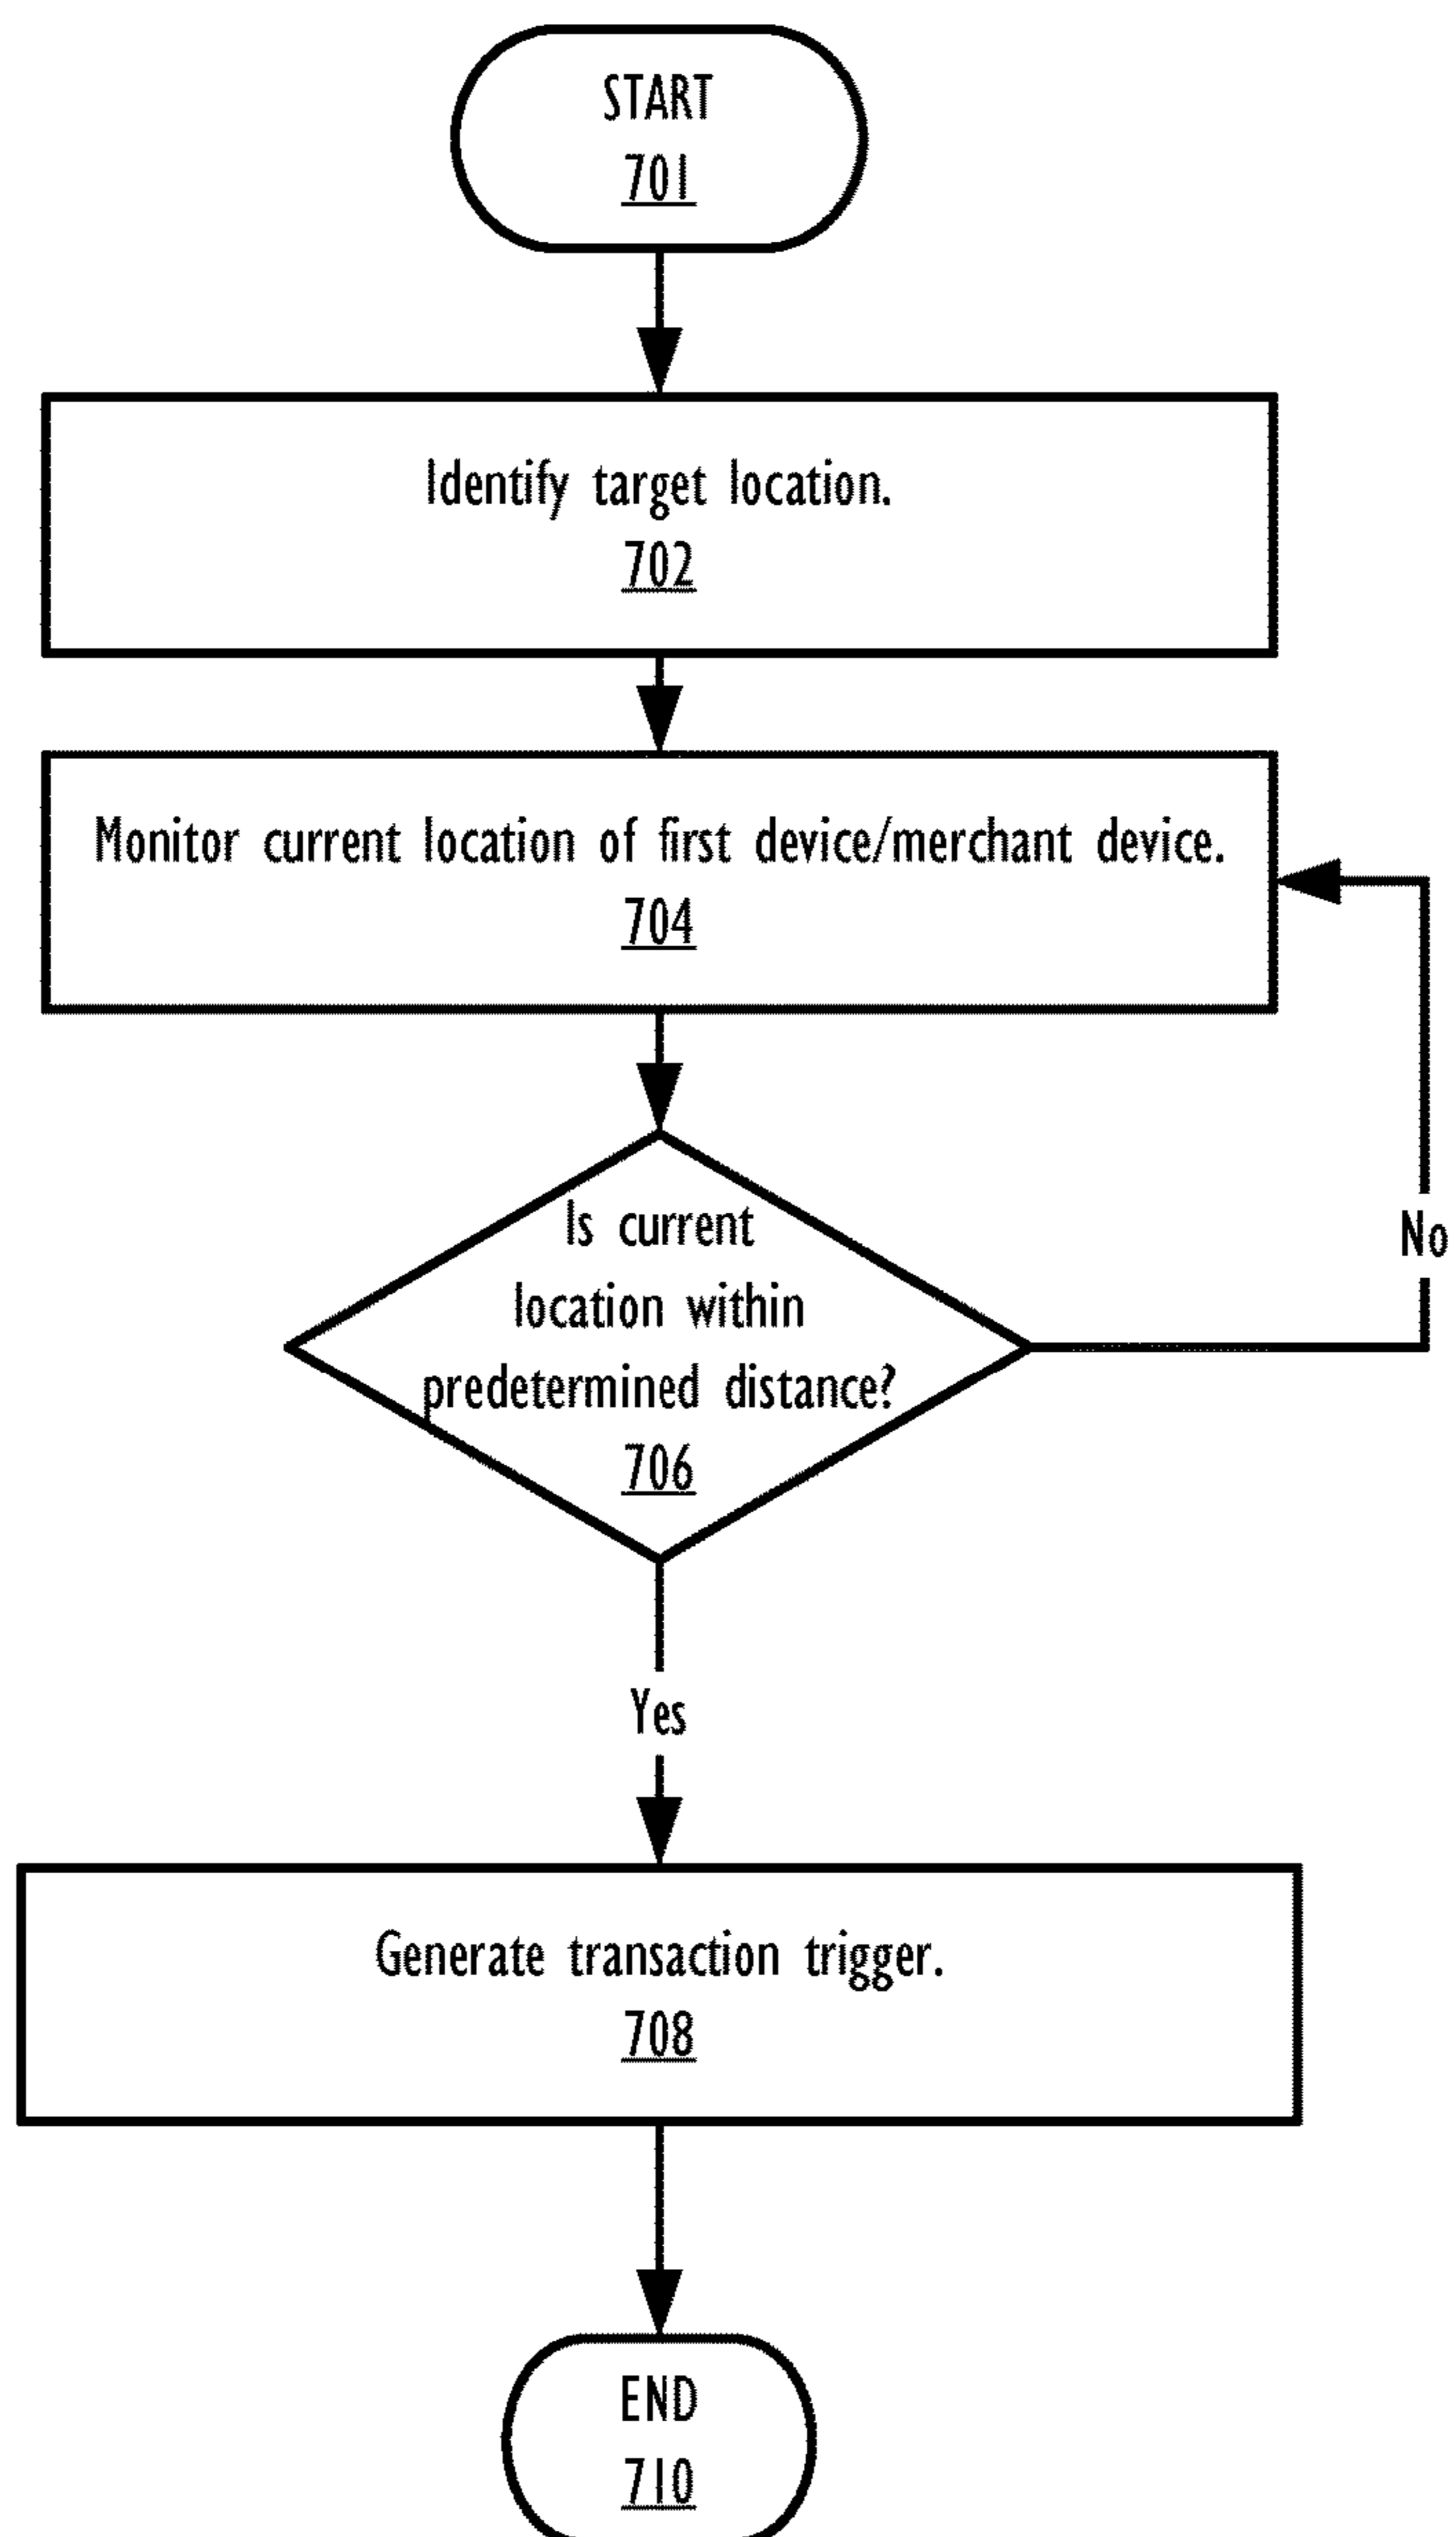 START
701
Identify target location.
702
Monitor current location of first device/merchant device.
704
Is current
location within
predetermined distance?
706
No
Yes
Generate transaction trigger.
708
END
710